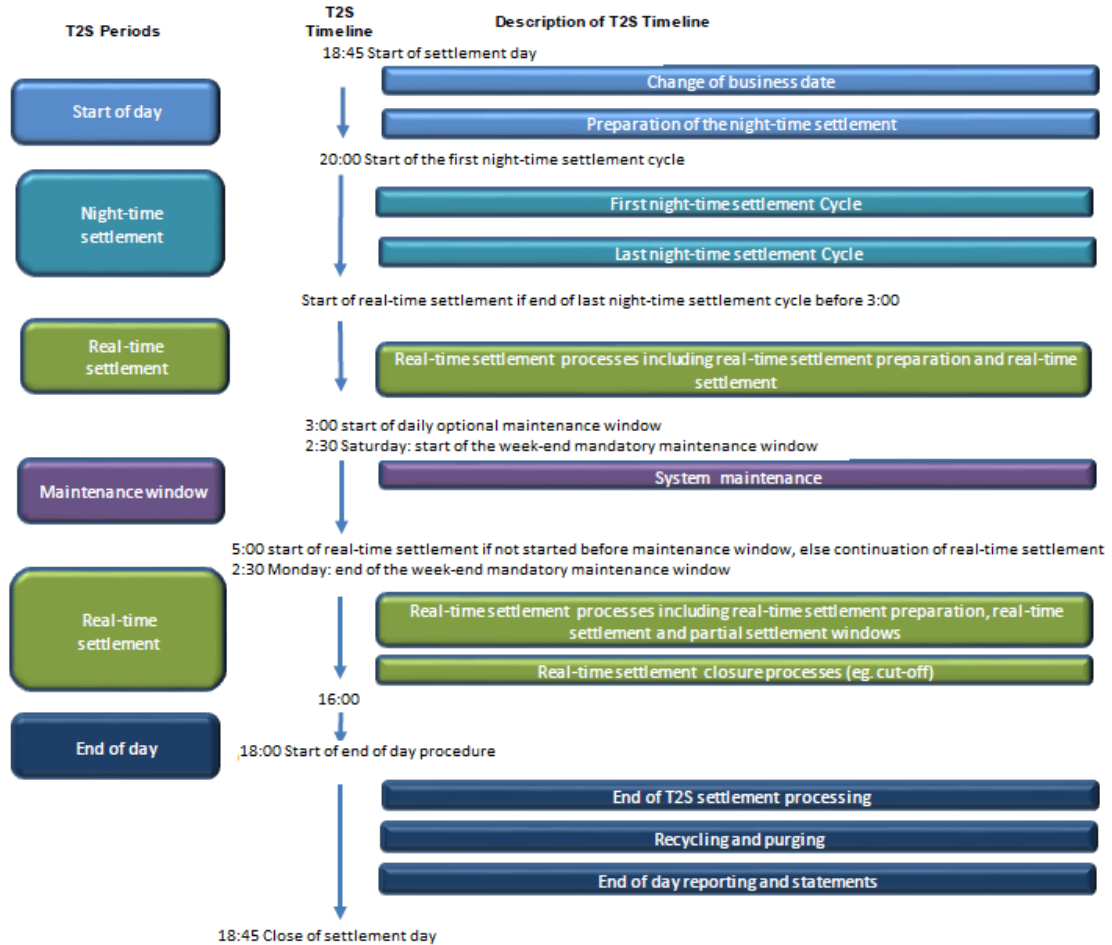 T2S Periods
T2S
Timeline
Description of T2S Timeline
18:45 Start of settlement day
Start of day
Change of business date
Preparation of the night-time settlement
20:00 Start of the first night-time settlement cycle
Night-time
settlement
First night-time settlement Cycle
Last night-time settlement Cycle
Start of real-time settlement if end of last night-time settlement cycle before 3:00
Real-time
settlement
Real-time settlement processes including real-time settlement preparation and real-time
settlement
3:00 start of daily optional maintenance window
2:30 Saturday: start of the week-end mandatory maintenance window
Maintenance window
System maintenance
5:00 start of real-time settlement if not started before maintenance window, else continuation of real-time settlement
2:30 Monday: end of the week-end mandatory maintenance window
Real-time
settlement
Real-time settlement processes including real-time settlement preparation, real-time
settlement and partial settlement windows
Real-time settlement closure processes (eg. cut-off)
16:00
End of day
18:00 Start of end of day procedure
End of T2S settlement processing
Recycling and purging
End of day reporting and statements
18:45 Close of settlement day